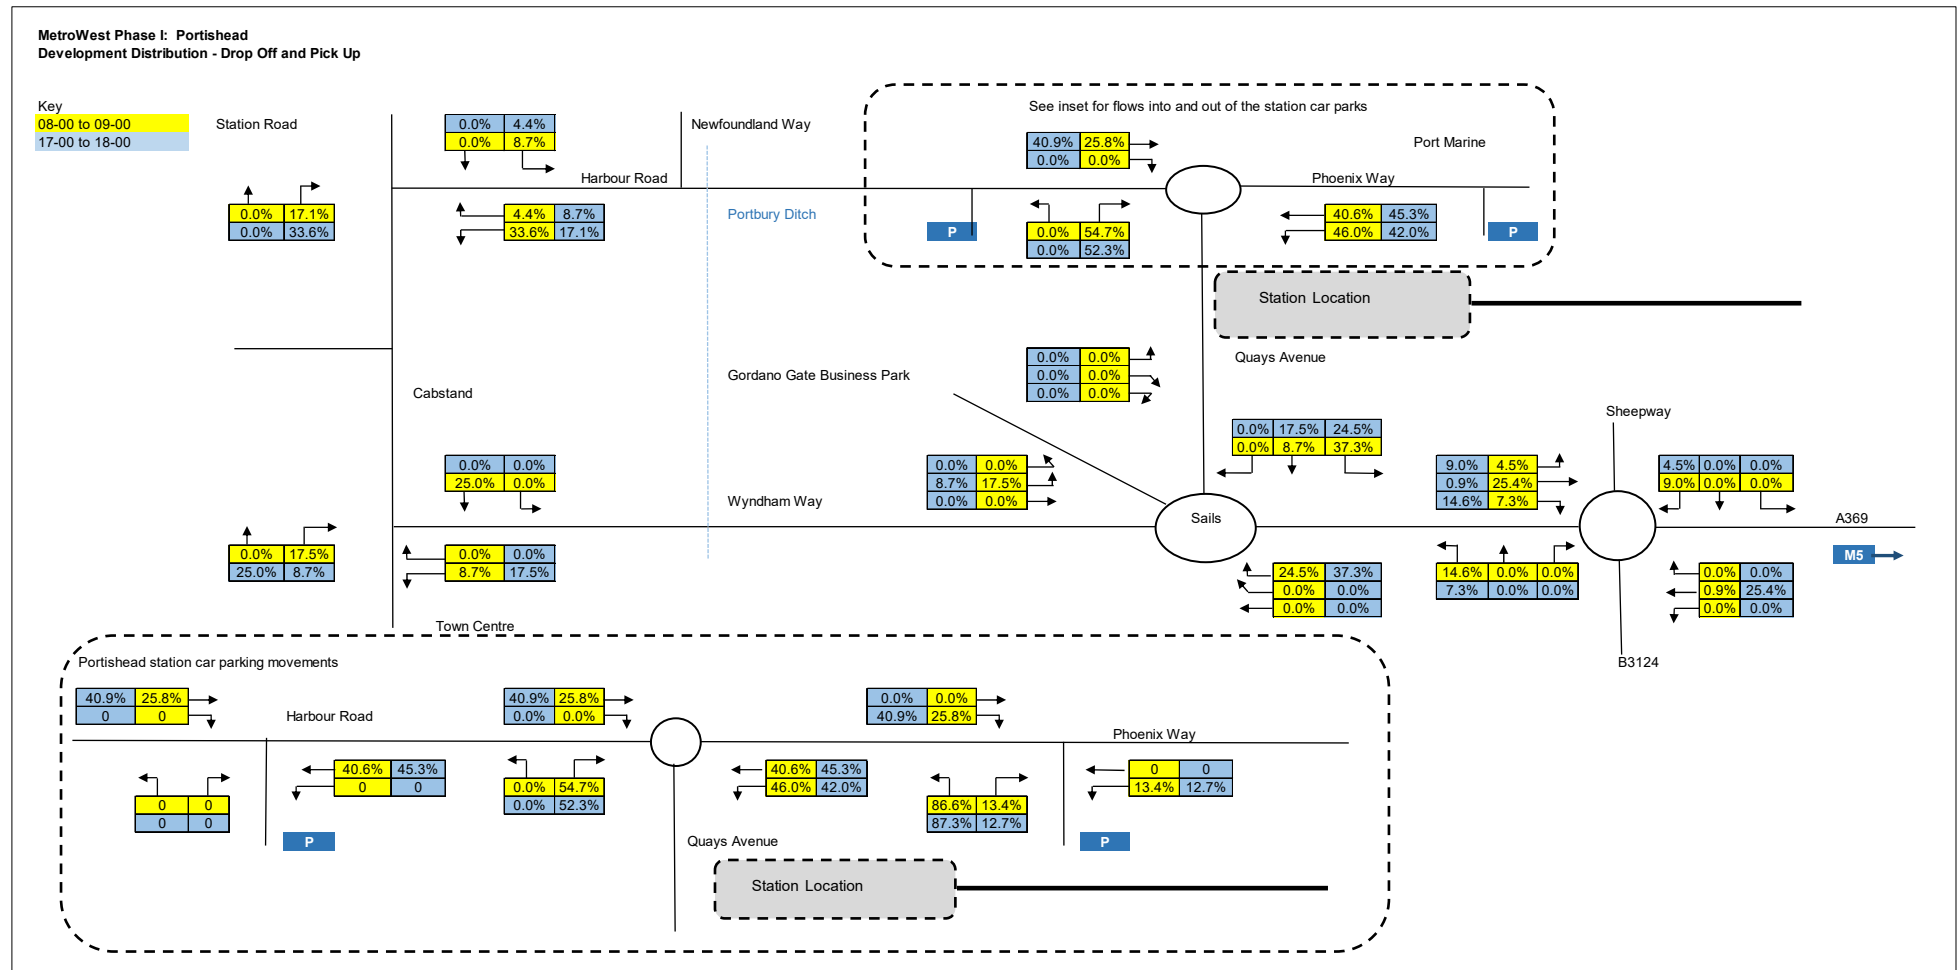 MetroWest Phase I: Portishead
Development Distribution - Drop Off and Pick Up
Key
08-00 to 09-00
17-00 to 18-00
Station Road
0.0% 4.4%
0.0% 8.7%
Newfoundland Way
See inset for flows into and out of the station car parks
40.9% 25.8%
0.0% 0.0%
Port Marine
Harbour Road
Phoenix Way
0.0% 17.1%
0.0% 33.6%
4.4% 8.7%
33.6% 17.1%
Portbury Ditch
P
0.0% 54.7%
0.0% 52.3%
40.6% 45.3%
46.0% 42.0%
P
Station Location
Quays Avenue
Gordano Gate Business Park
0.0% 0.0%
0.0% 0.0%
0.0% 0.0%
Cabstand
Sheepway
0.0% 17.5% 24.5%
0.0% 8.7% 37.3%
0.0% 0.0%
25.0% 0.0%
Wyndham Way
0.0% 0.0%
8.7% 17.5%
0.0% 0.0%
9.0% 4.5%
0.9% 25.4%
14.6% 7.3%
4.5% 0.0% 0.0%
9.0% 0.0% 0.0%
Sails
A369
M5
0.0% 17.5%
25.0% 8.7%
0.0% 0.0%
8.7% 17.5%
24.5% 37.3%
0.0% 0.0%
0.0% 0.0%
14.6% 0.0% 0.0%
7.3% 0.0% 0.0%
0.0% 0.0%
0.9% 25.4%
0.0% 0.0%
Town Centre
B3124
Portishead station car parking movements
40.9% 25.8%
0 0
Harbour Road
40.9% 25.8%
0.0% 0.0%
0.0% 0.0%
40.9% 25.8%
Phoenix Way
0 0
0 0
40.6% 45.3%
0 0
0.0% 54.7%
0.0% 52.3%
40.6% 45.3%
46.0% 42.0%
86.6% 13.4%
87.3% 12.7%
0 0
13.4% 12.7%
P
Quays Avenue
P
Station Location